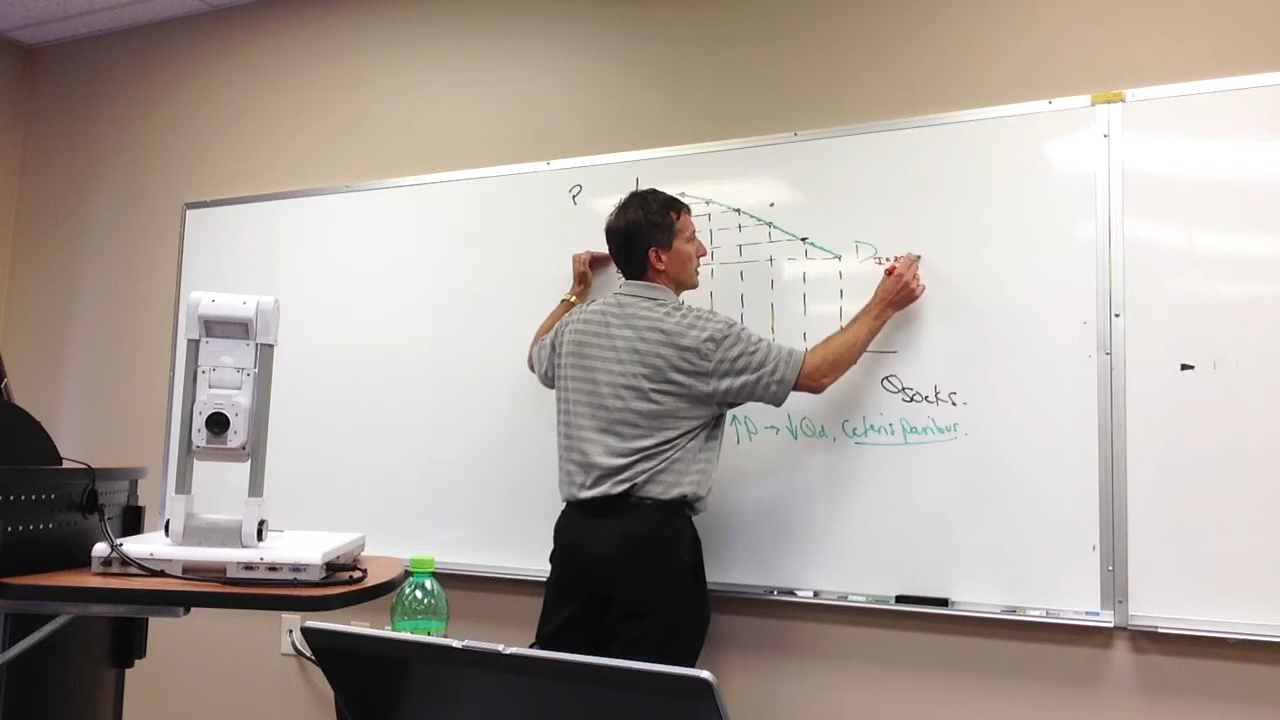 P
D
Qsocks.
↑P → ↓Qd, Ceteris paribus.